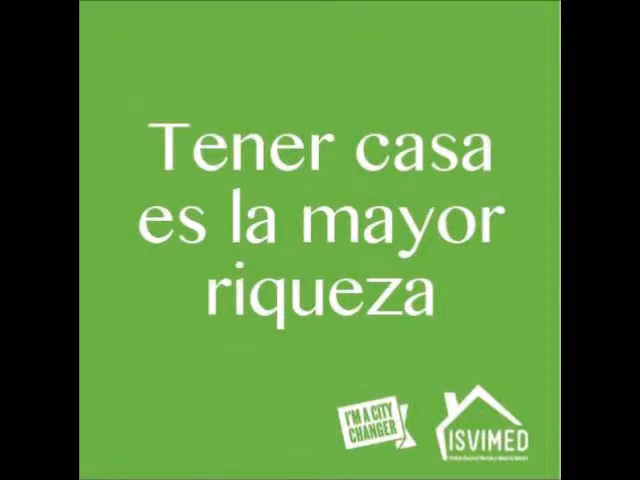 Tener casa
es la mayor
riqueza
I'M A CITY
CHANGER
ISVIMED